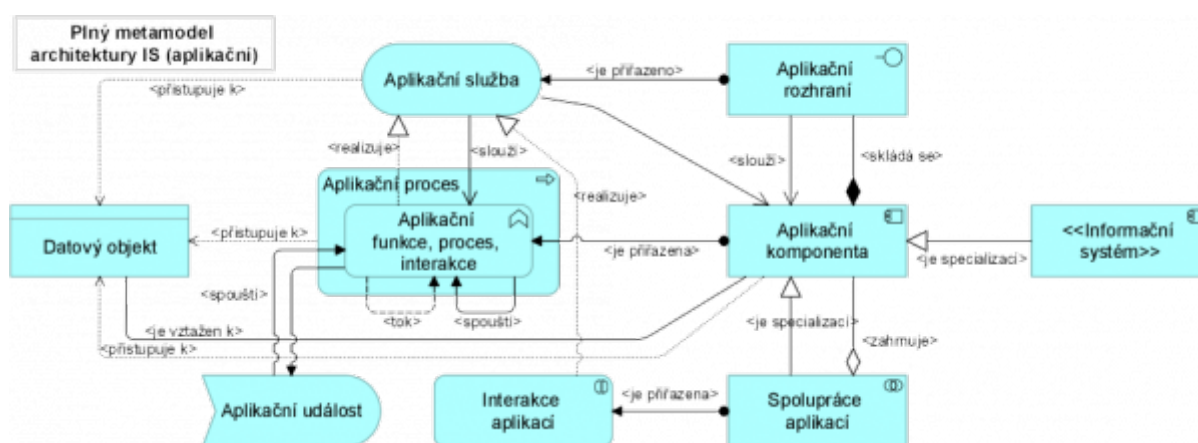 Plný metamodel
architektury IS (aplikační)
Aplikační služba
<je přiřazeno>
Aplikační
rozhraní
<přistupuje k>
<realizuje>
<slouží>
<slouží>
<skládá se>
Aplikační proces
<realizuje>
Datový objekt
<přistupuje k>
Aplikační
funkce, proces,
interakce
<je přiřazena>
Aplikační
komponenta
<je specializací>
<<Informační
systém>>
<spouští>
<tok>
<spouští>
<je vztažen k>
<je specializací>
<zahrnuje>
<přistupuje k>
Aplikační událost
Interakce
aplikací
<je přiřazena>
Spolupráce
aplikací